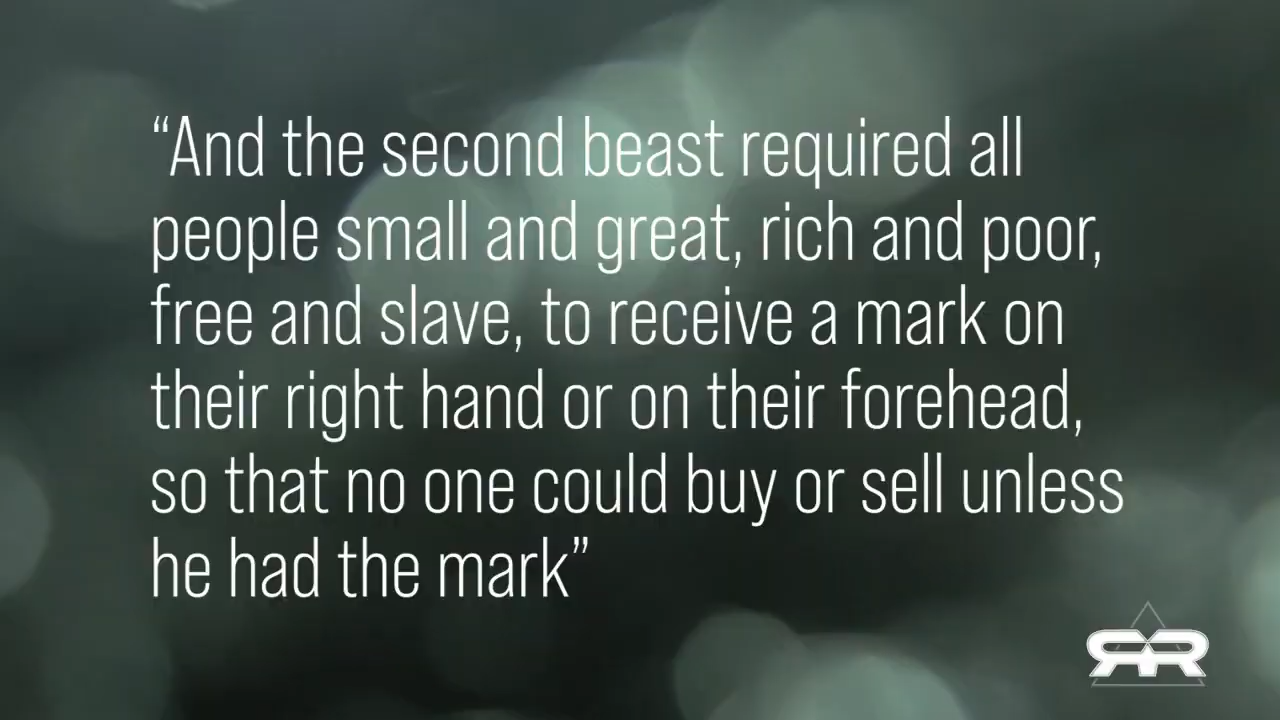 “And the second beast required all
people small and great, rich and poor,
free and slave, to receive a mark on
their right hand or on their forehead,
so that no one could buy or sell unless
he had the mark”
RR